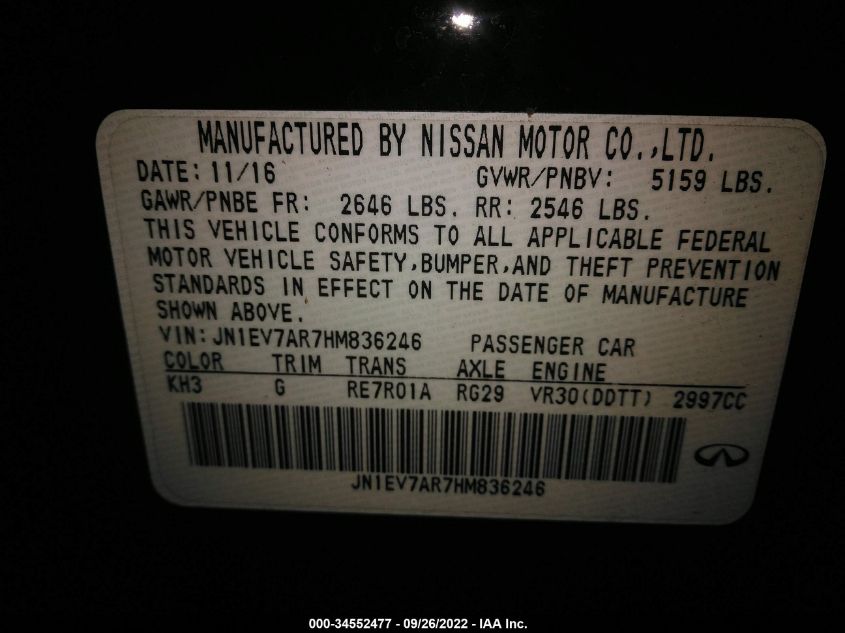 MANUFACTURED BY NISSAN MOTOR CO.,LTD.
DATE: 11/16 GVWR/PNBV: 5159 LBS.
GAWR/PNBE FR: 2646 LBS. RR: 2546 LBS.
THIS VEHICLE CONFORMS TO ALL APPLICABLE FEDERAL
MOTOR VEHICLE SAFETY,BUMPER,AND THEFT PREVENTION
STANDARDS IN EFFECT ON THE DATE OF MANUFACTURE
SHOWN ABOVE.
VIN:JN1EV7AR7HM836246 PASSENGER CAR
COLOR TRIM TRANS AXLE ENGINE
KH3 G RE7R01A RG29 VR30(DDTT) 2997CC
JN1EV7AR7HM836246
000-34552477 - 09/26/2022 - IAA Inc.